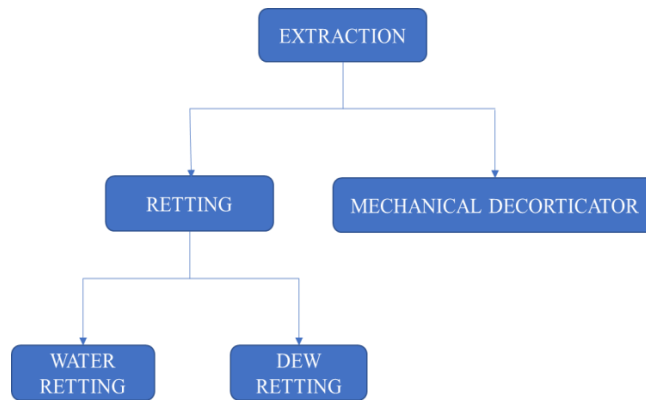 EXTRACTION
RETTING
MECHANICAL DECORTICATOR
WATER
RETTING
DEW
RETTING